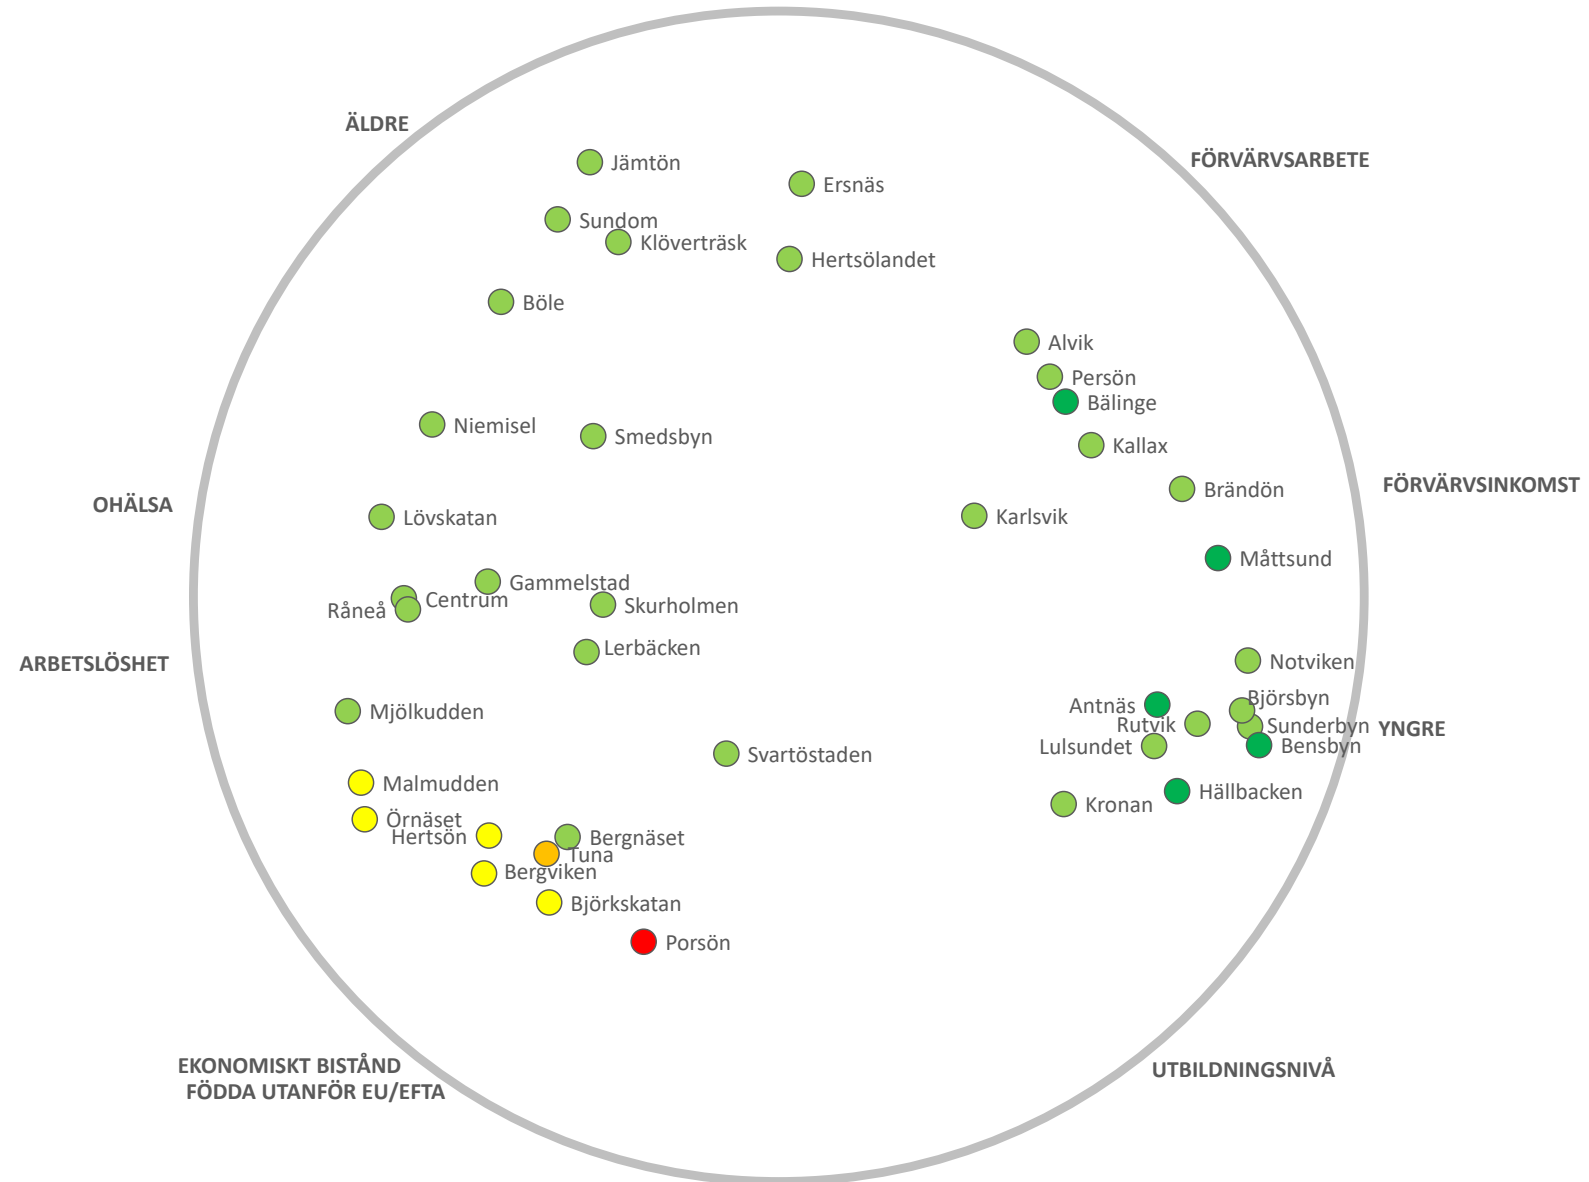 ÄLDRE
FÖRVÄRVSARBETE
Jämtön
Ersnäs
Sundom
Klöverträsk
Hertsölandet
Böle
Alvik
Persön
Bälinge
Niemisel
Smedsbyn
Kallax
FÖRVÄRVSINKOMST
Brändön
OHÄLSA
Lövskatan
Karlsvik
Måttsund
Gammelstad
Centrum
Råneå
Skurholmen
Lerbäcken
ARBETSLÖSHET
Notviken
Björsbyn
Antnäs
Mjölkudden
Rutvik
Sunderbyn
YNGRE
Lulsundet
Bensbyn
Svartöstaden
Malmudden
Hällbacken
Kronan
Örnäset
Hertsön
Bergnäset
Tuna
Bergviken
Björkskatan
Porsön
EKONOMISKT BISTÅND
FÖDDA UTANFÖR EU/EFTA
UTBILDNINGSNIVÅ